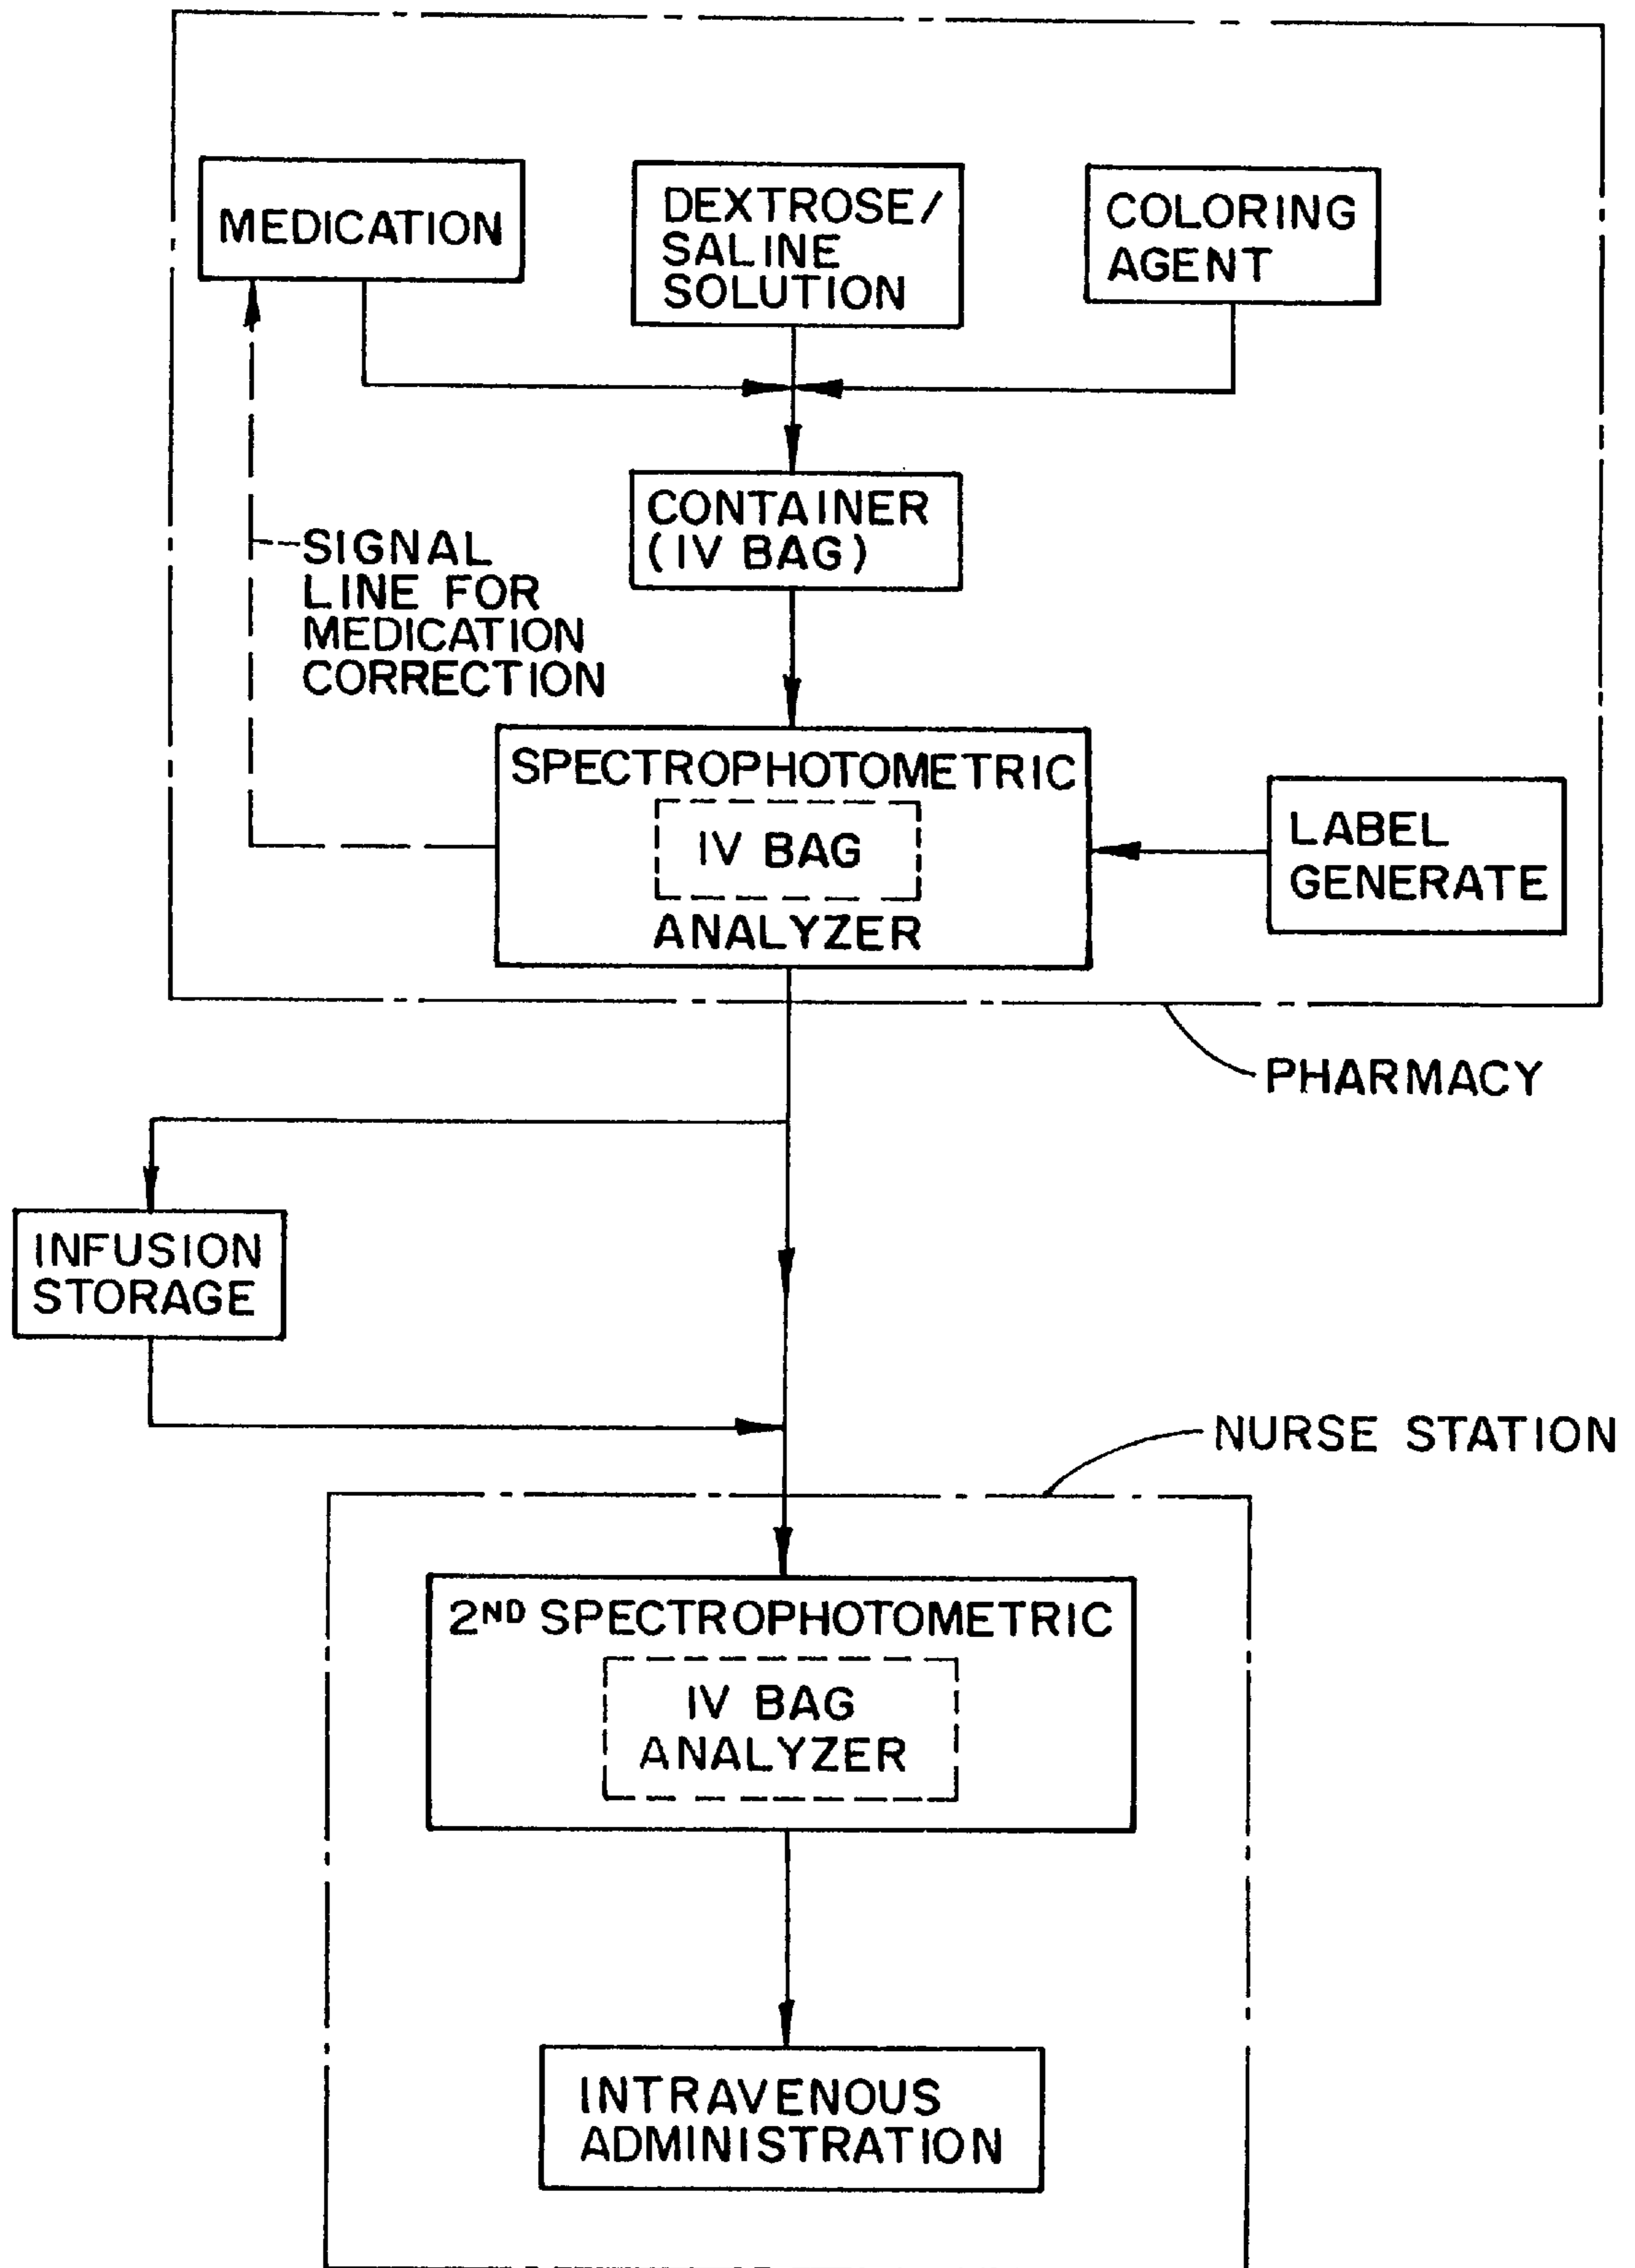 MEDICATION
DEXTROSE/
SALINE
SOLUTION
COLORING
AGENT
CONTAINER
(IV BAG)
SIGNAL
LINE FOR
MEDICATION
CORRECTION
SPECTROPHOTOMETRIC
IV BAG
ANALYZER
LABEL
GENERATE
PHARMACY
INFUSION
STORAGE
NURSE STATION
2ND SPECTROPHOTOMETRIC
IV BAG
ANALYZER
INTRAVENOUS
ADMINISTRATION